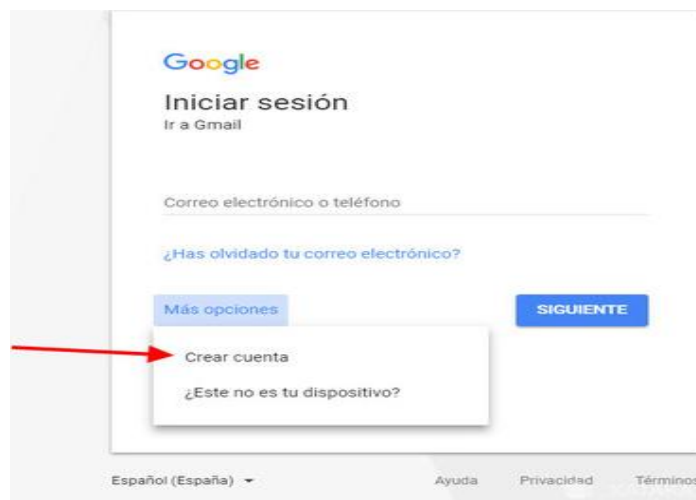 Google
Iniciar sesión
Ir a Gmail
Correo electrónico o teléfono
¿Has olvidado tu correo electrónico?
Más opciones SIGUIENTE
Crear cuenta
¿Este no es tu dispositivo?
Español (España) Ayuda Privacidad Términos